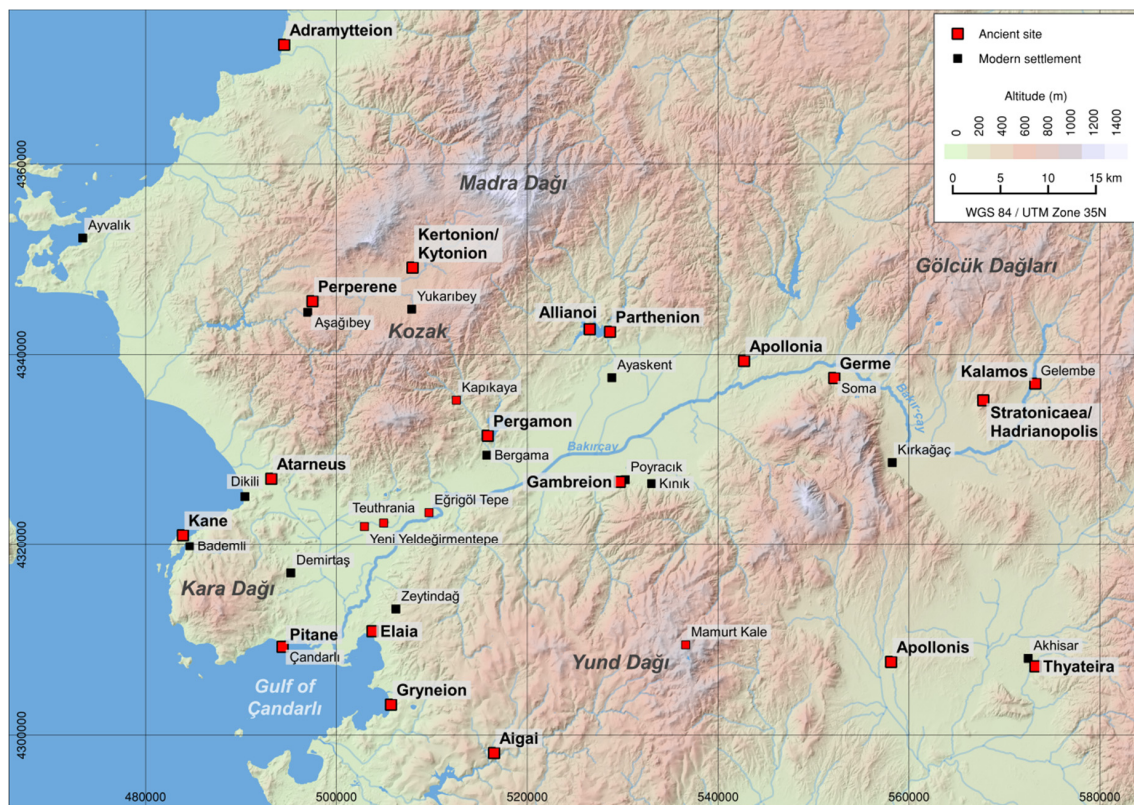 Adramytteion
Ancient site
Modern settlement
Altitude (m)
0
200
400
600
800
1000
1200
1400
0
5
10
15 km
WGS 84 / UTM Zone 35N
4360000
Madra Dağı
Ayvalık
Kertonion/
Kytonion
Gölcük Dağları
Perperene
Yukarıbey
Aşağıbey
Kozak
Allianoi
Parthenion
4340000
Apollonia
Ayaskent
Germe
Soma
Kalamos
Gelembe
Kapıkaya
Bakır-çay
Stratonicaea/
Hadrianopolis
Pergamon
Bakırçay
Bergama
Kırkağaç
Atarneus
Dikili
Gambreion
Poyracık
Kınık
Teuthrania
Eğrigöl Tepe
Kane
Yeni Yeldeğirmentepe
Bademli
4320000
Demirtaş
Kara Dağı
Zeytindağ
Pitane
Elaia
Çandarlı
Mamurt Kale
Yund Dağı
Apollonis
Akhisar
Thyateira
Gulf of
Çandarlı
Gryneion
4300000
Aigai
480000
500000
520000
540000
560000
580000